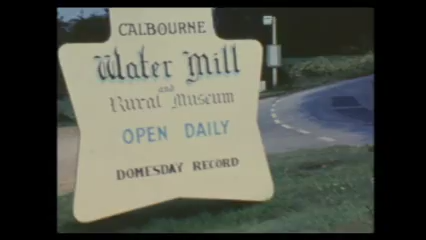 CALBOURNE
Water Mill
and
Rural Museum
OPEN DAILY
DOMESDAY RECORD